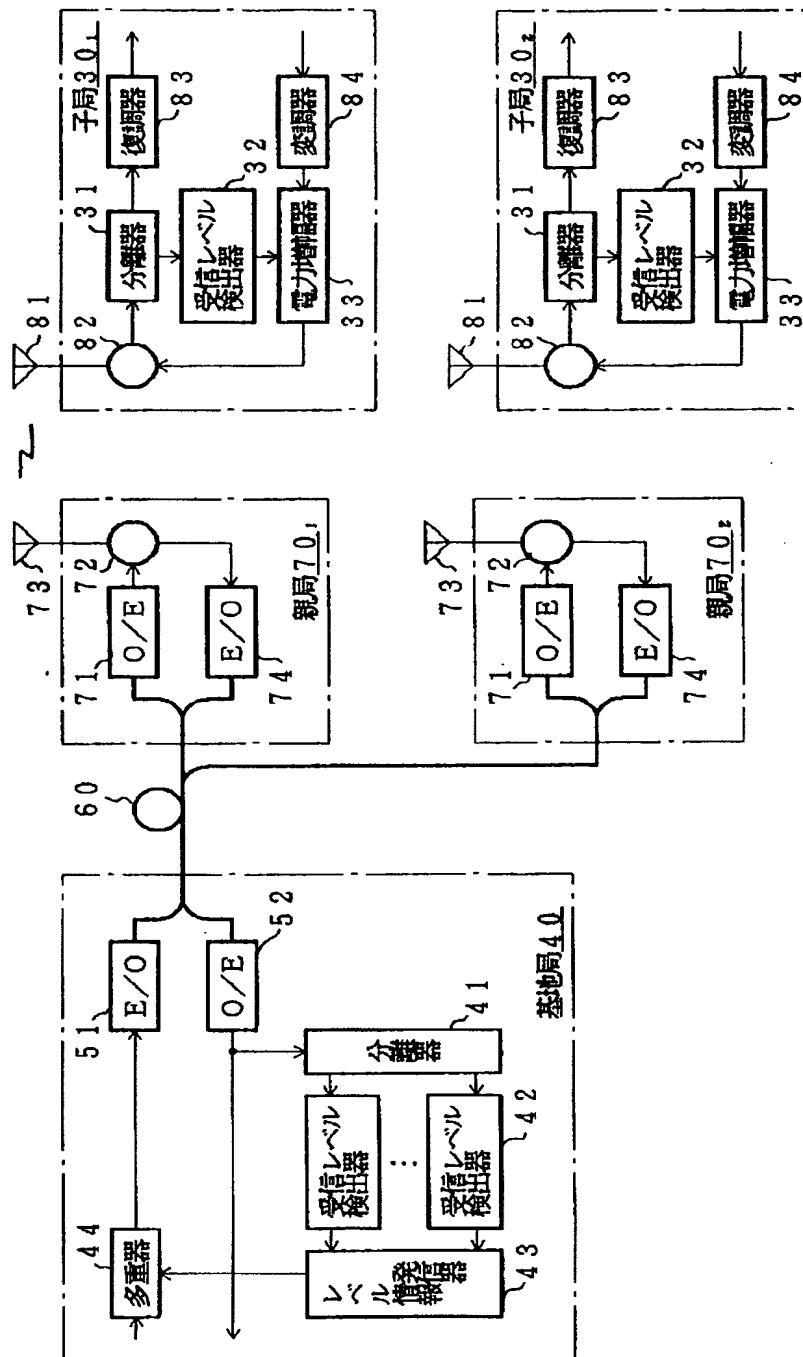 44
多重器
51
E/O
O/E
52
41
分離器
受信レベル
検出器
受信レベル
検出器
42
レベル情
報発信器
43
基地局40
60
71
O/E
72
73
E/O
74
親局70₁
71
O/E
72
73
E/O
74
親局70₂
81
82
31
分離器
復調器
83
子局30₁
受信レベル
検出器
32
電力増幅器
33
変調器
84
81
82
31
分離器
復調器
83
子局30₂
受信レベル
検出器
32
電力増幅器
33
変調器
84